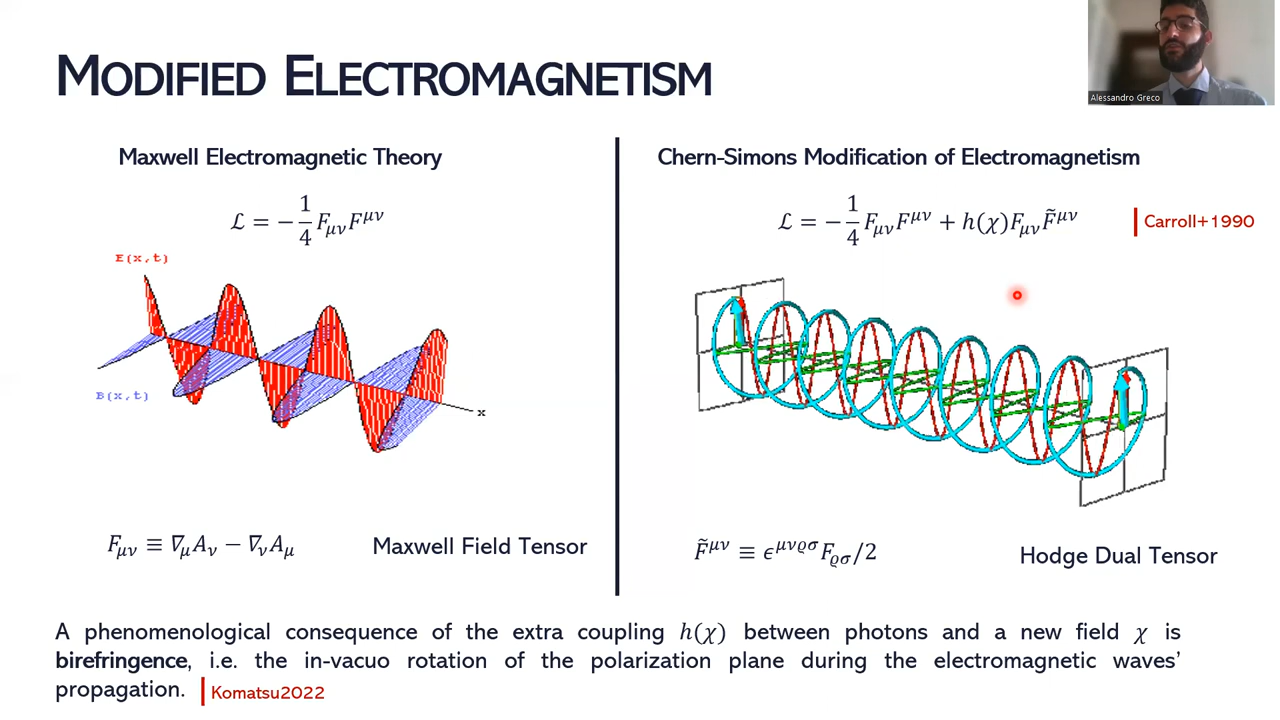 Alessandro Greco
MODIFIED ELECTROMAGNETISM
Maxwell Electromagnetic Theory
ℒ = −1/4 F_μν F^μν
E(x,t)
B(x,t)
x
F_μν ≡ ∇_μ A_ν − ∇_ν A_μ
Maxwell Field Tensor
Chern-Simons Modification of Electromagnetism
ℒ = −1/4 F_μν F^μν + h(χ)F_μν F̃^μν
Carroll+1990
F̃^μν ≡ ϵ^μνϱσ F_ϱσ/2
Hodge Dual Tensor
A phenomenological consequence of the extra coupling h(χ) between photons and a new field χ is
birefringence, i.e. the in-vacuo rotation of the polarization plane during the electromagnetic waves'
propagation. Komatsu2022